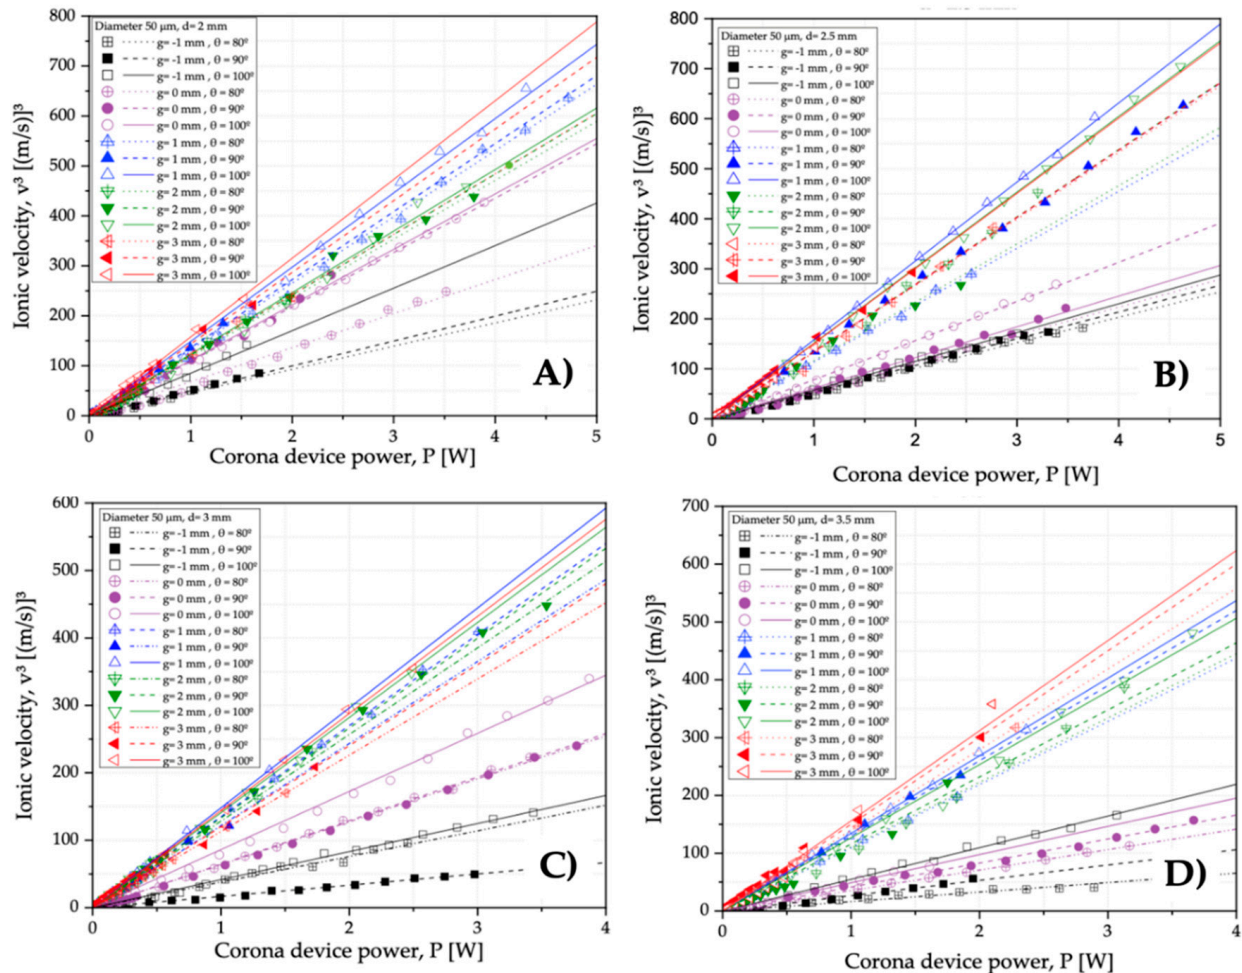 Diameter 50 µm, d= 2 mm
g= -1 mm , θ = 80º
g= -1 mm , θ = 90º
g= -1 mm , θ = 100º
g= 0 mm , θ = 80º
g= 0 mm , θ = 90º
g= 0 mm , θ = 100º
g= 1 mm , θ = 80º
g= 1 mm , θ = 90º
g= 1 mm , θ = 100º
g= 2 mm , θ = 80º
g= 2 mm , θ = 90º
g= 2 mm , θ = 100º
g= 3 mm , θ = 80º
g= 3 mm , θ = 90º
g= 3 mm , θ = 100º
800
700
600
500
400
300
200
100
0
Ionic velocity, v³ [(m/s)]³
A)
0 1 2 3 4 5
Corona device power, P [W]
Diameter 50 µm, d= 2.5 mm
g= -1 mm , θ = 80º
g= -1 mm , θ = 90º
g= -1 mm , θ = 100º
g= 0 mm , θ = 80º
g= 0 mm , θ = 90º
g= 0 mm , θ = 100º
g= 1 mm , θ = 80º
g= 1 mm , θ = 90º
g= 1 mm , θ = 100º
g= 2 mm , θ = 80º
g= 2 mm , θ = 90º
g= 2 mm , θ = 100º
g= 3 mm , θ = 80º
g= 3 mm , θ = 90º
g= 3 mm , θ = 100º
800
700
600
500
400
300
200
100
0
Ionic velocity, v³ [(m/s)]³
B)
0 1 2 3 4 5
Corona device power, P [W]
Diameter 50 µm, d= 3 mm
g= -1 mm , θ = 80º
g= -1 mm , θ = 90º
g= -1 mm , θ = 100º
g= 0 mm , θ = 80º
g= 0 mm , θ = 90º
g= 0 mm , θ = 100º
g= 1 mm , θ = 80º
g= 1 mm , θ = 90º
g= 1 mm , θ = 100º
g= 2 mm , θ = 80º
g= 2 mm , θ = 90º
g= 2 mm , θ = 100º
g= 3 mm , θ = 80º
g= 3 mm , θ = 90º
g= 3 mm , θ = 100º
600
500
400
300
200
100
0
Ionic velocity, v³ [(m/s)]³
C)
0 1 2 3 4
Corona device power, P [W]
Diameter 50 µm, d= 3.5 mm
g= -1 mm , θ = 80º
g= -1 mm , θ = 90º
g= -1 mm , θ = 100º
g= 0 mm , θ = 80º
g= 0 mm , θ = 90º
g= 0 mm , θ = 100º
g= 1 mm , θ = 80º
g= 1 mm , θ = 90º
g= 1 mm , θ = 100º
g= 2 mm , θ = 80º
g= 2 mm , θ = 90º
g= 2 mm , θ = 100º
g= 3 mm , θ = 80º
g= 3 mm , θ = 90º
g= 3 mm , θ = 100º
700
600
500
400
300
200
100
0
Ionic velocity, v³ [(m/s)]³
D)
0 1 2 3 4
Corona device power, P [W]